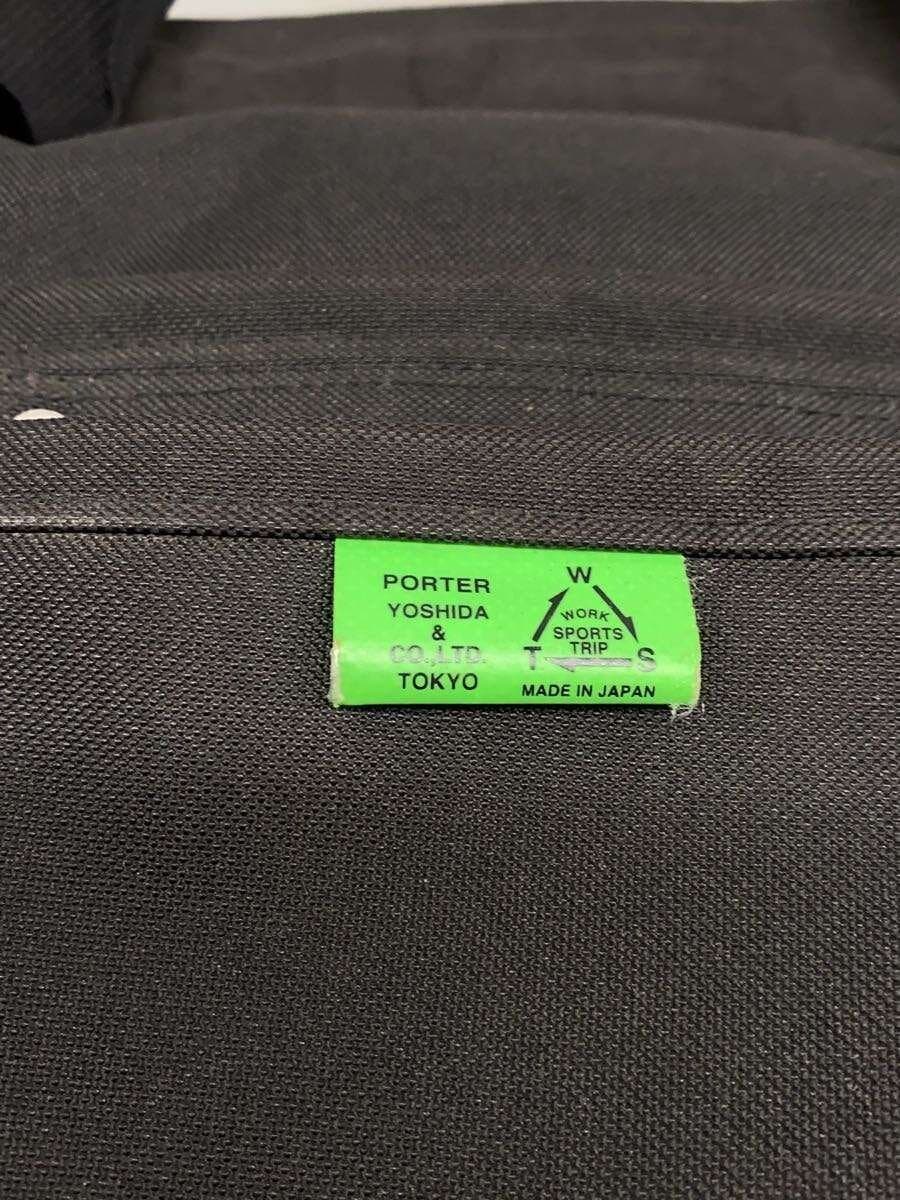 PORTER
YOSHIDA
&
CO.,LTD.
TOKYO
W
WORK
SPORTS
TRIP
T S
MADE IN JAPAN